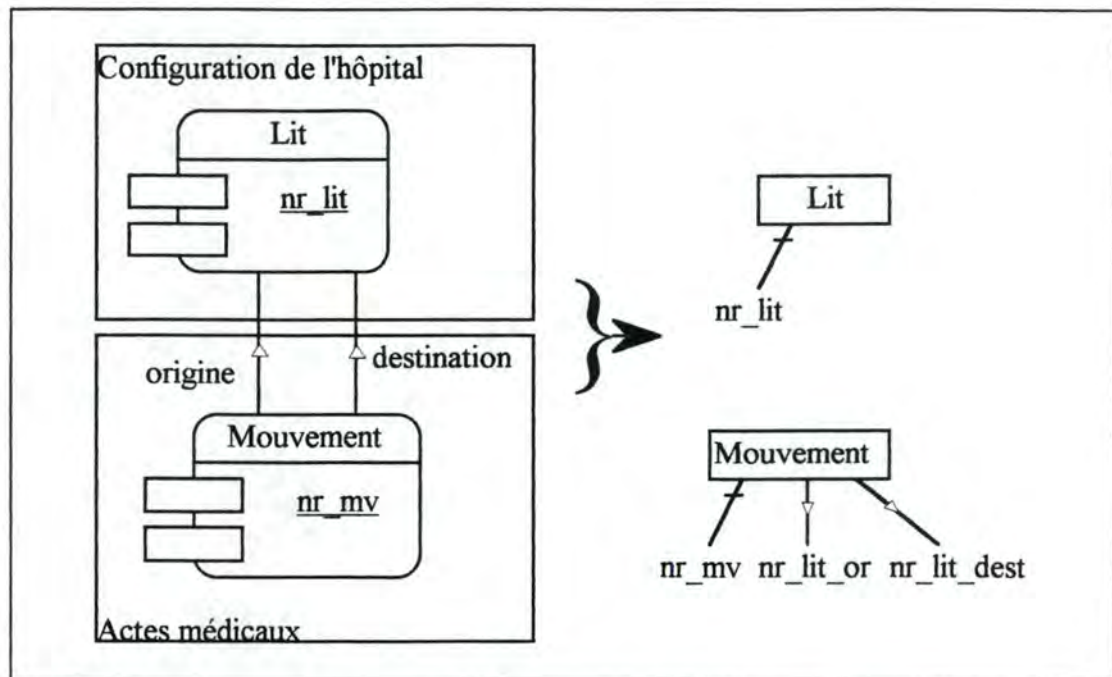 Configuration de l'hôpital
Lit
nr_lit
origine
destination
Mouvement
nr_mv
Actes médicaux
Lit
nr_lit
Mouvement
nr_mv nr_lit_or nr_lit_dest